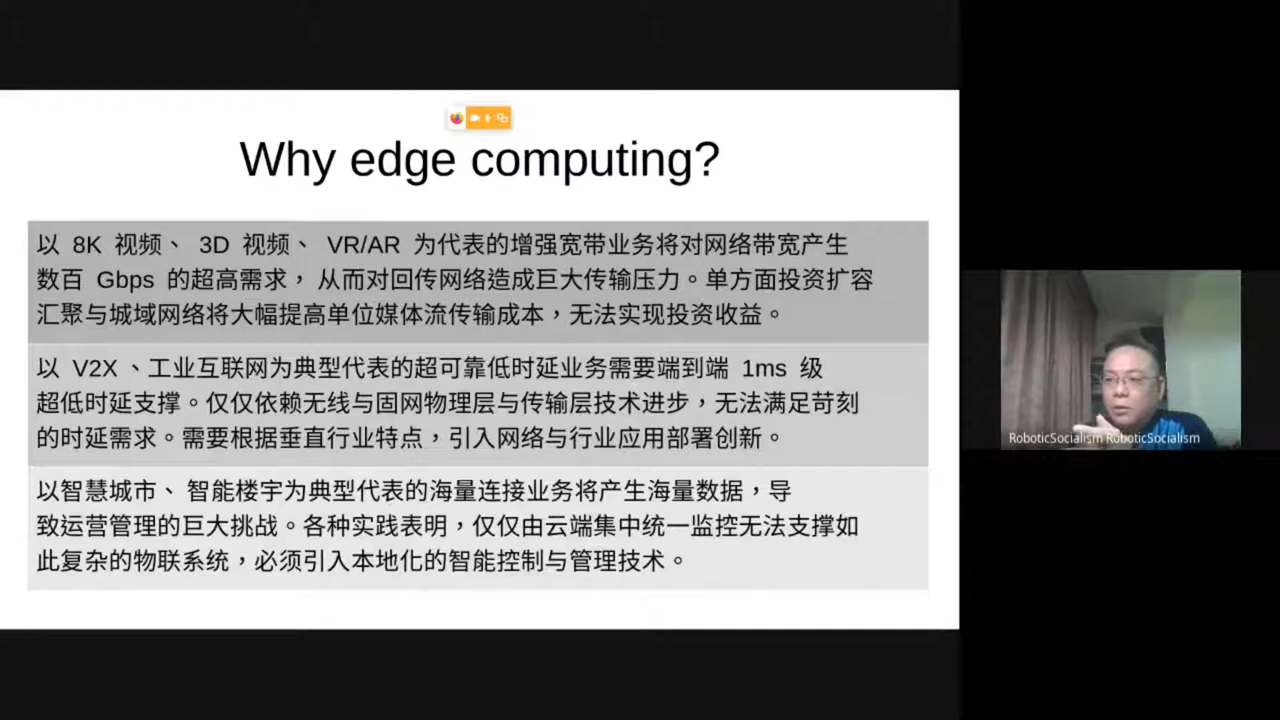 Why edge computing?
以 8K 视频、 3D 视频、 VR/AR 为代表的增强宽带业务将对网络带宽产生
数百 Gbps 的超高需求， 从而对回传网络造成巨大传输压力。单方面投资扩容
汇聚与城域网络将大幅提高单位媒体流传输成本，无法实现投资收益。
以 V2X 、工业互联网为典型代表的超可靠低时延业务需要端到端 1ms 级
超低时延支撑。仅仅依赖无线与固网物理层与传输层技术进步，无法满足苛刻
的时延需求。需要根据垂直行业特点，引入网络与行业应用部署创新。
以智慧城市、 智能楼宇为典型代表的海量连接业务将产生海量数据，导
致运营管理的巨大挑战。各种实践表明，仅仅由云端集中统一监控无法支撑如
此复杂的物联系统，必须引入本地化的智能控制与管理技术。
RoboticSocialism RoboticSocialism